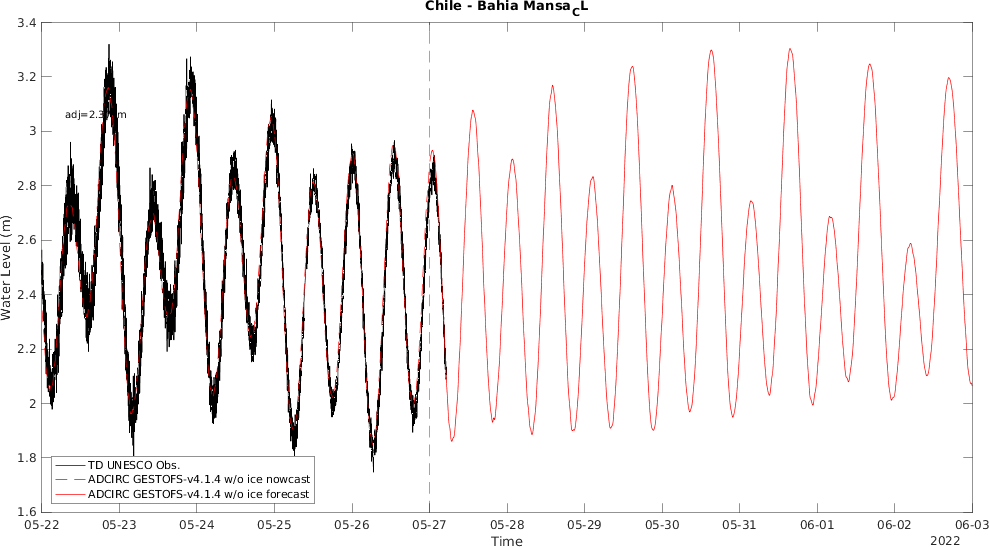 Chile - Bahia Mansa_CL
3.4
3.2
3
2.8
2.6
2.4
2.2
2
1.8
1.6
Water Level (m)
TD UNESCO Obs.
ADCIRC GESTOFS-v4.1.4 w/o ice nowcast
ADCIRC GESTOFS-v4.1.4 w/o ice forecast
05-22 05-23 05-24 05-25 05-26 05-27 05-28 05-29 05-30 05-31 06-01 06-02 06-03
Time
2022